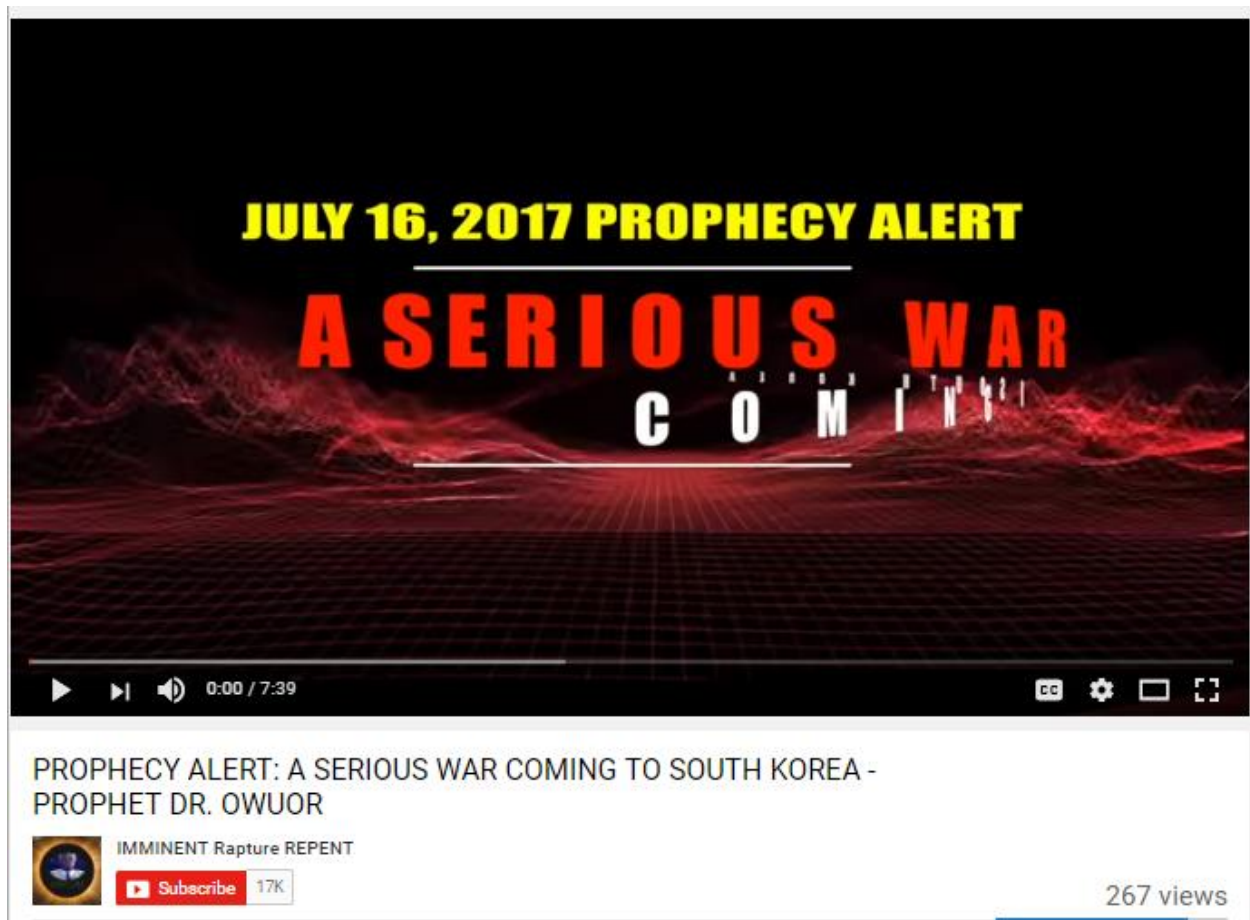 JULY 16, 2017 PROPHECY ALERT
A SERIOUS WAR
COMING
0:00 / 7:39
CC
PROPHECY ALERT: A SERIOUS WAR COMING TO SOUTH KOREA -
PROPHET DR. OWUOR
IMMINENT Rapture REPENT
Subscribe 17K
267 views